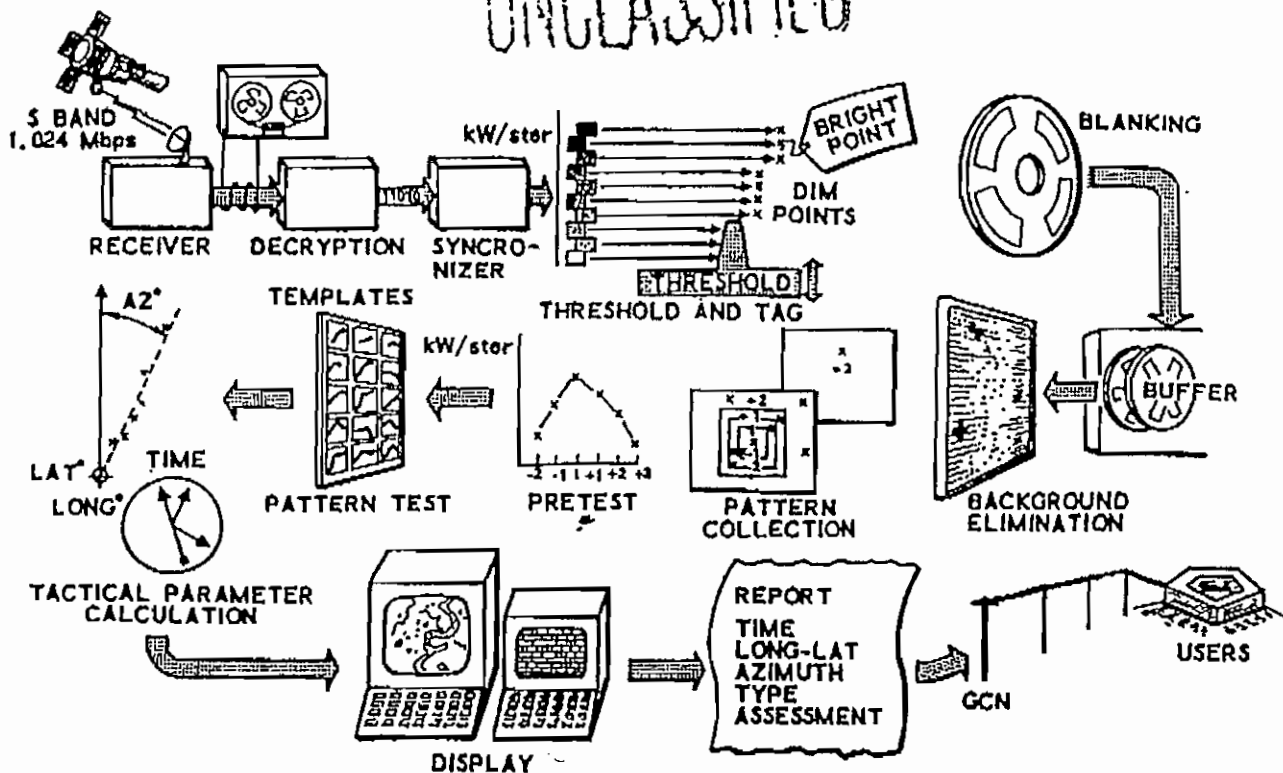 UNCLASSIFIED
S BAND
1.024 Mbps
RECEIVER
DECRYPTION
SYNCRO-
NIZER
kW/ster
BRIGHT
POINT
DIM
POINTS
THRESHOLD
THRESHOLD AND TAG
BLANKING
BUFFER
BACKGROUND
ELIMINATION
x
+2
+2
PATTERN
COLLECTION
kW/ster
-2 -1 1 +1 +2 +3
PRETEST
TEMPLATES
PATTERN TEST
AZ°
LAT°
LONG°
TIME
TACTICAL PARAMETER
CALCULATION
DISPLAY
REPORT
TIME
LONG-LAT
AZIMUTH
TYPE
ASSESSMENT
GCN
USERS